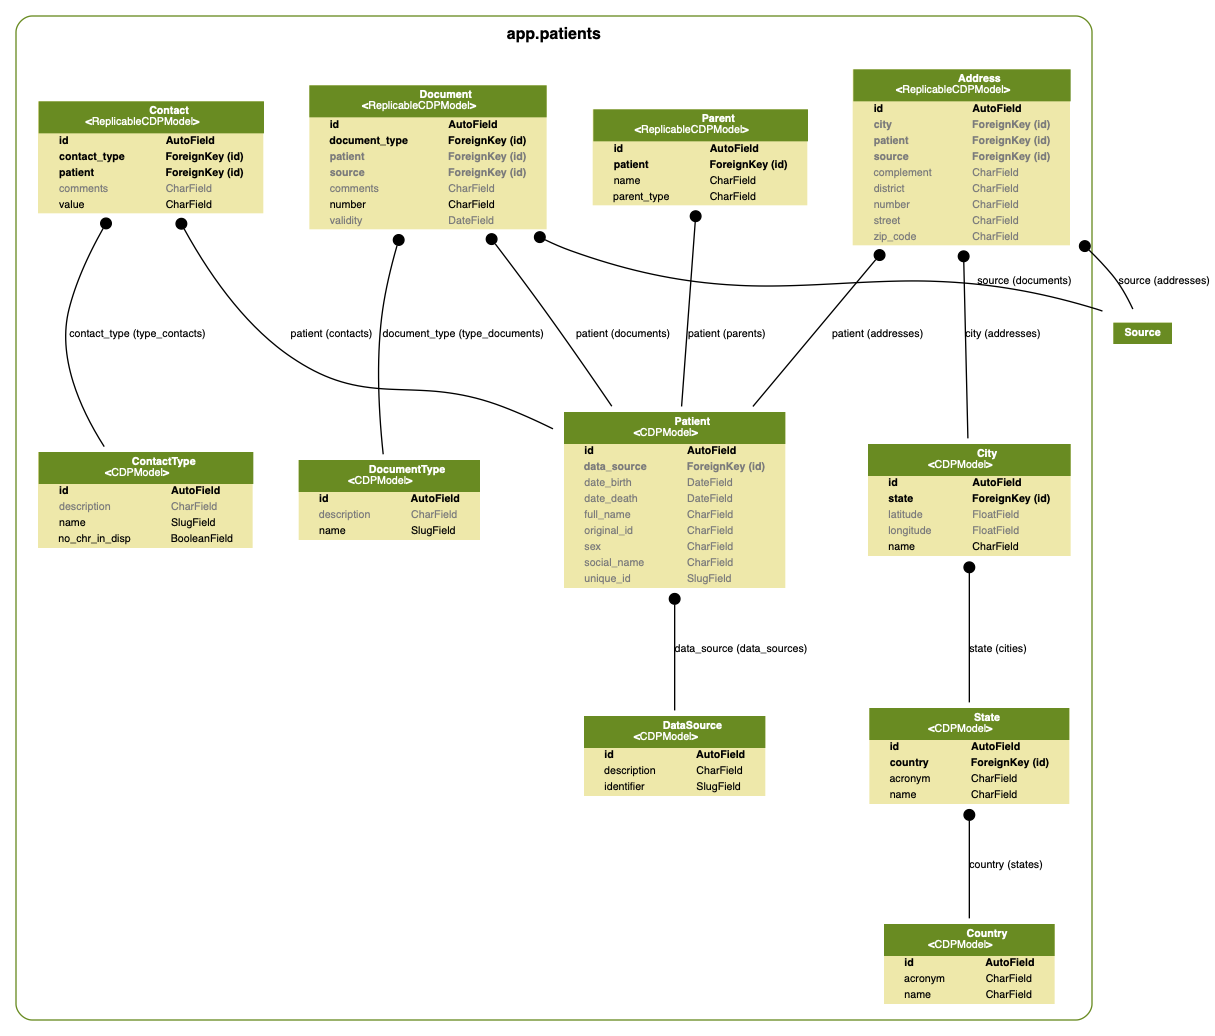 app.patients
Contact
<ReplicableCDPModel>
id AutoField
contact_type ForeignKey (id)
patient ForeignKey (id)
comments CharField
value CharField
Document
<ReplicableCDPModel>
id AutoField
document_type ForeignKey (id)
patient ForeignKey (id)
source ForeignKey (id)
comments CharField
number CharField
validity DateField
Parent
<ReplicableCDPModel>
id AutoField
patient ForeignKey (id)
name CharField
parent_type CharField
Address
<ReplicableCDPModel>
id AutoField
city ForeignKey (id)
patient ForeignKey (id)
source ForeignKey (id)
complement CharField
district CharField
number CharField
street CharField
zip_code CharField
source (documents)
source (addresses)
contact_type (type_contacts)
patient (contacts)
document_type (type_documents)
patient (documents)
patient (parents)
patient (addresses)
city (addresses)
Source
ContactType
<CDPModel>
id AutoField
description CharField
name SlugField
no_chr_in_disp BooleanField
DocumentType
<CDPModel>
id AutoField
description CharField
name SlugField
Patient
<CDPModel>
id AutoField
data_source ForeignKey (id)
date_birth DateField
date_death DateField
full_name CharField
original_id CharField
sex CharField
social_name CharField
unique_id SlugField
City
<CDPModel>
id AutoField
state ForeignKey (id)
latitude FloatField
longitude FloatField
name CharField
data_source (data_sources)
state (cities)
DataSource
<CDPModel>
id AutoField
description CharField
identifier SlugField
State
<CDPModel>
id AutoField
country ForeignKey (id)
acronym CharField
name CharField
country (states)
Country
<CDPModel>
id AutoField
acronym CharField
name CharField